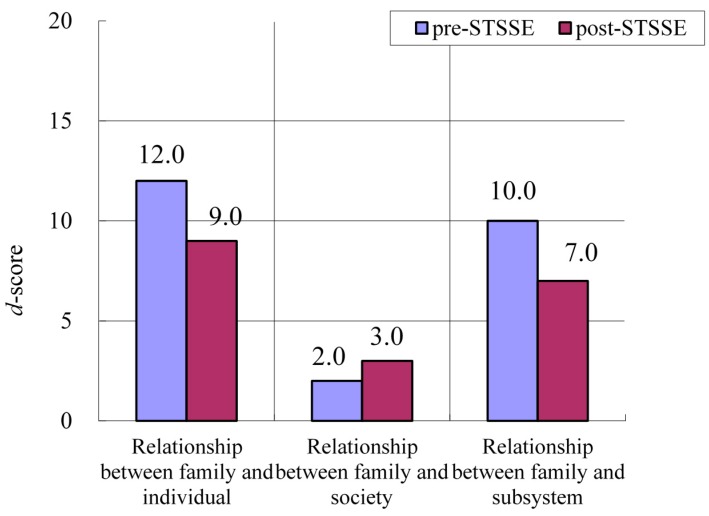 20
pre-STSSE
post-STSSE
15
12.0
10.0
10
9.0
7.0
d-score
5
2.0
3.0
0
Relationship
between family and
individual
Relationship
between family and
society
Relationship
between family and
subsystem